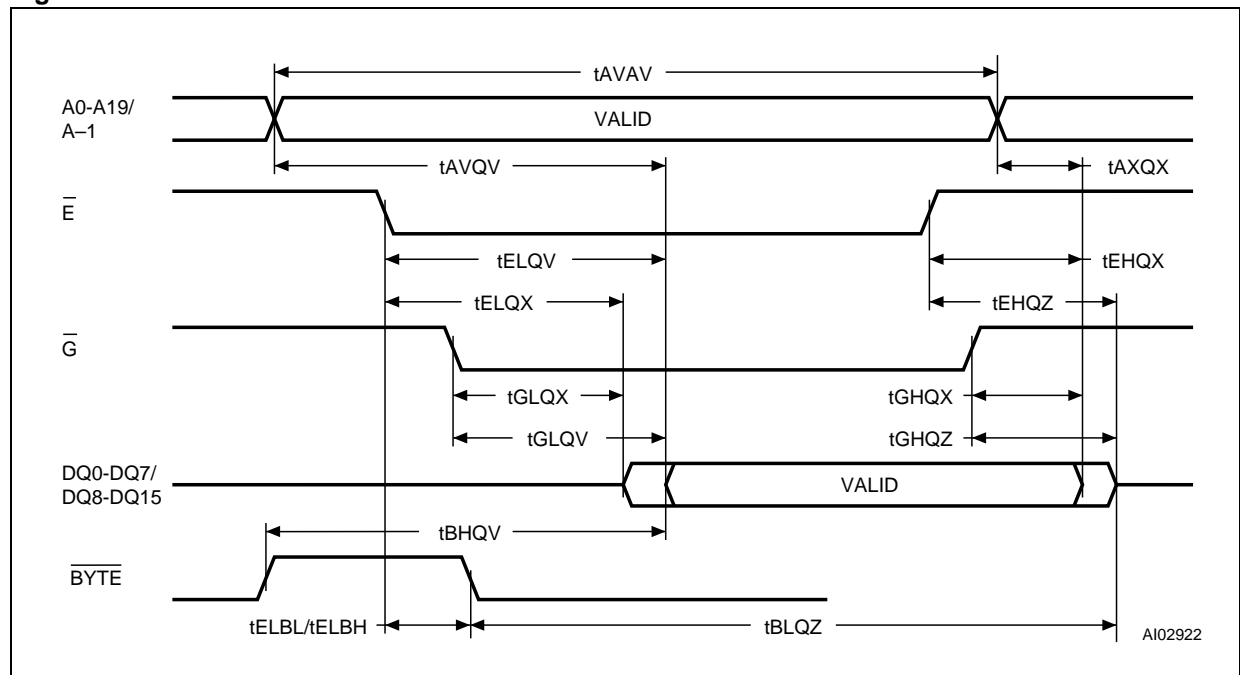 tAVAV
A0-A19/
A–1
VALID
tAVQV
tAXQX
E
tELQV
tEHQX
tELQX
tEHQZ
G
tGLQX
tGHQX
tGLQV
tGHQZ
DQ0-DQ7/
DQ8-DQ15
VALID
tBHQV
BYTE
tELBL/tELBH
tBLQZ
AI02922